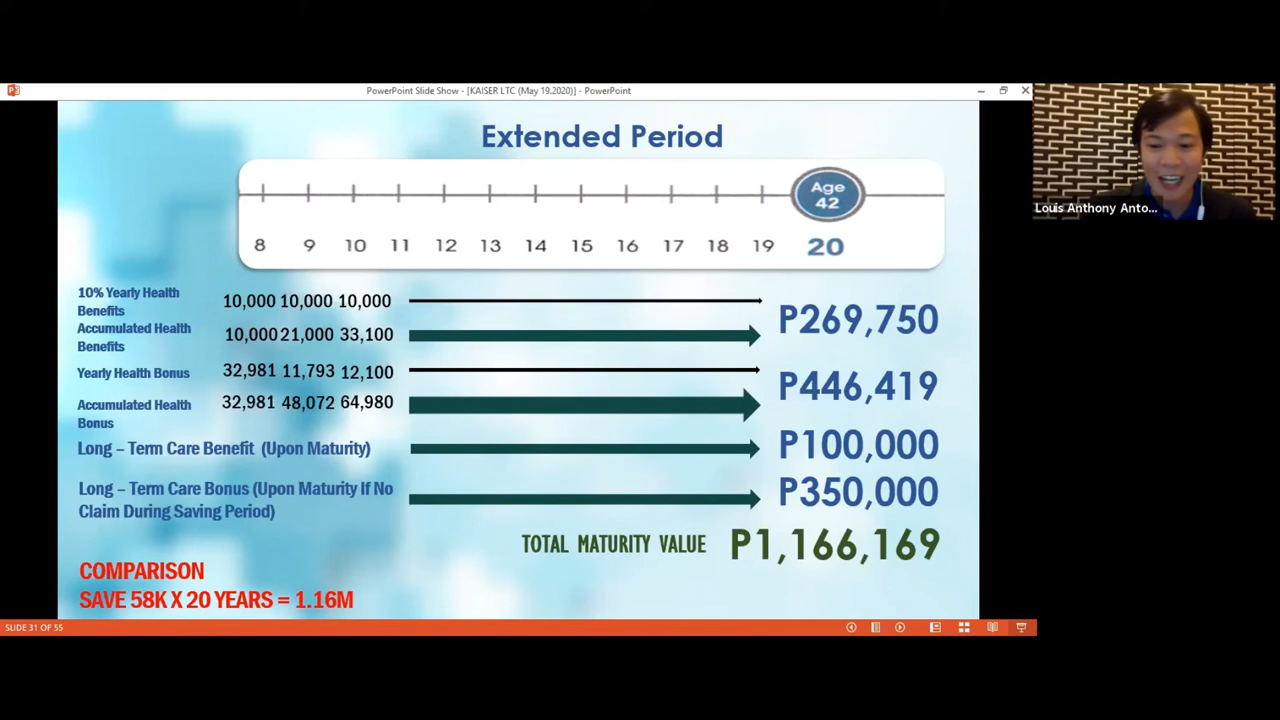 PowerPoint Slide Show - [KAISER LTC (May 19.2020)] - PowerPoint
Extended Period
Age
42
8 9 10 11 12 13 14 15 16 17 18 19 20
10% Yearly Health
Benefits
10,000 10,000 10,000
P269,750
Accumulated Health
Benefits
10,000 21,000 33,100
Yearly Health Bonus
32,981 11,793 12,100
P446,419
Accumulated Health
Bonus
32,981 48,072 64,980
Long – Term Care Benefit (Upon Maturity)
P100,000
Long – Term Care Bonus (Upon Maturity If No
Claim During Saving Period)
P350,000
TOTAL MATURITY VALUE P1,166,169
COMPARISON
SAVE 58K X 20 YEARS = 1.16M
SLIDE 31 OF 55
Louis Anthony Anto...